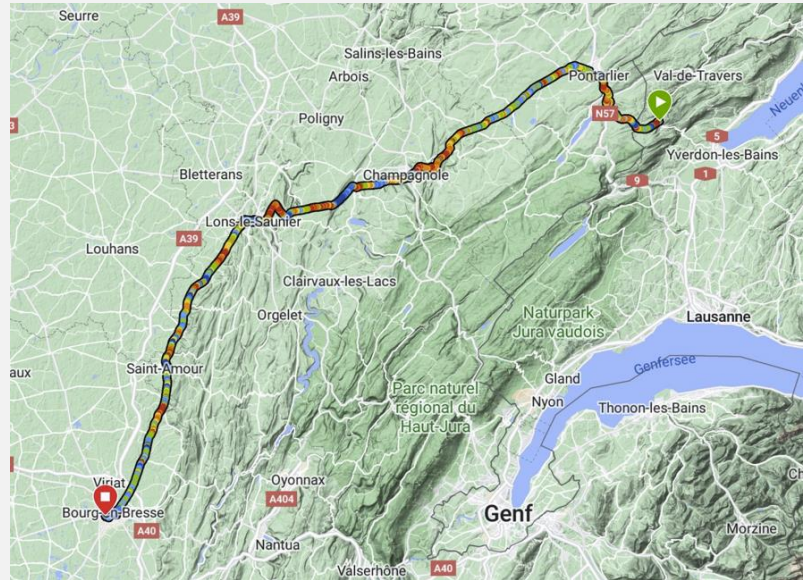 Seurre
A39
Salins-les-Bains
Arbois
Pontarlier
Val-de-Travers
Poligny
N57
5
Yverdon-les-Bains
Bletterans
Champagnole
9
1
Lons-le-Saunier
Louhans
A39
Clairvaux-les-Lacs
Orgelet
Naturpark
Jura vaudois
Lausanne
Saint-Amour
Genfersee
Gland
Parc naturel
régional du
Haut-Jura
Nyon
Thonon-les-Bains
Viriat
Oyonnax
A404
Bourg-en-Bresse
A40
Genf
Morzine
Nantua
Valserhône
A40